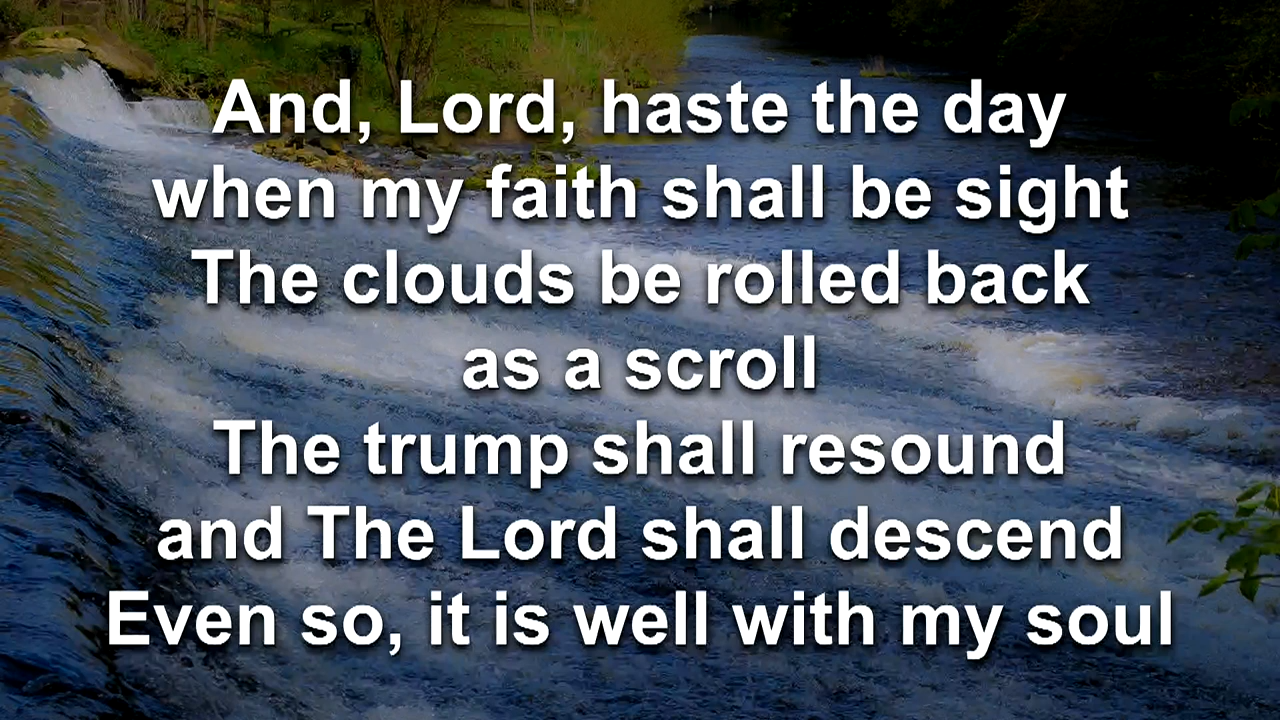 And, Lord, haste the day
when my faith shall be sight
The clouds be rolled back
as a scroll
The trump shall resound
and The Lord shall descend
Even so, it is well with my soul